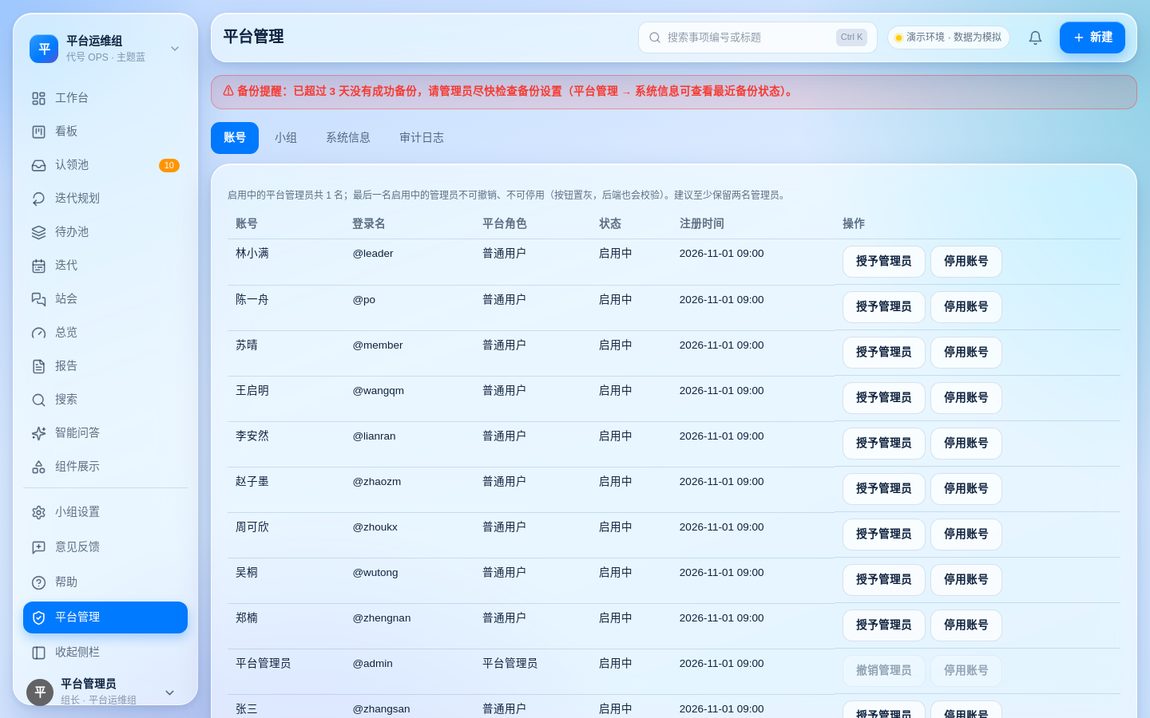 平
平台运维组
代号 OPS · 主题蓝
工作台
看板
认领池 10
迭代规划
待办池
迭代
站会
总览
报告
搜索
智能问答
组件展示
小组设置
意见反馈
帮助
平台管理
收起侧栏
平
平台管理员
组长 · 平台运维组
平台管理
搜索事项编号或标题 Ctrl K
演示环境 · 数据为模拟
新建
备份提醒：已超过 3 天没有成功备份，请管理员尽快检查备份设置（平台管理 → 系统信息可查看最近备份状态）。
账号 小组 系统信息 审计日志
启用中的平台管理员共 1 名；最后一名启用中的管理员不可撤销、不可停用（按钮置灰，后端也会校验）。建议至少保留两名管理员。
账号 登录名 平台角色 状态 注册时间 操作
林小满 @leader 普通用户 启用中 2026-11-01 09:00 授予管理员 停用账号
陈一舟 @po 普通用户 启用中 2026-11-01 09:00 授予管理员 停用账号
苏晴 @member 普通用户 启用中 2026-11-01 09:00 授予管理员 停用账号
王启明 @wangqm 普通用户 启用中 2026-11-01 09:00 授予管理员 停用账号
李安然 @lianran 普通用户 启用中 2026-11-01 09:00 授予管理员 停用账号
赵子墨 @zhaozm 普通用户 启用中 2026-11-01 09:00 授予管理员 停用账号
周可欣 @zhoukx 普通用户 启用中 2026-11-01 09:00 授予管理员 停用账号
吴桐 @wutong 普通用户 启用中 2026-11-01 09:00 授予管理员 停用账号
郑楠 @zhengnan 普通用户 启用中 2026-11-01 09:00 授予管理员 停用账号
平台管理员 @admin 平台管理员 启用中 2026-11-01 09:00 撤销管理员 停用账号
张三 @zhangsan 普通用户 启用中 2026-11-01 09:00 授予管理员 停用账号